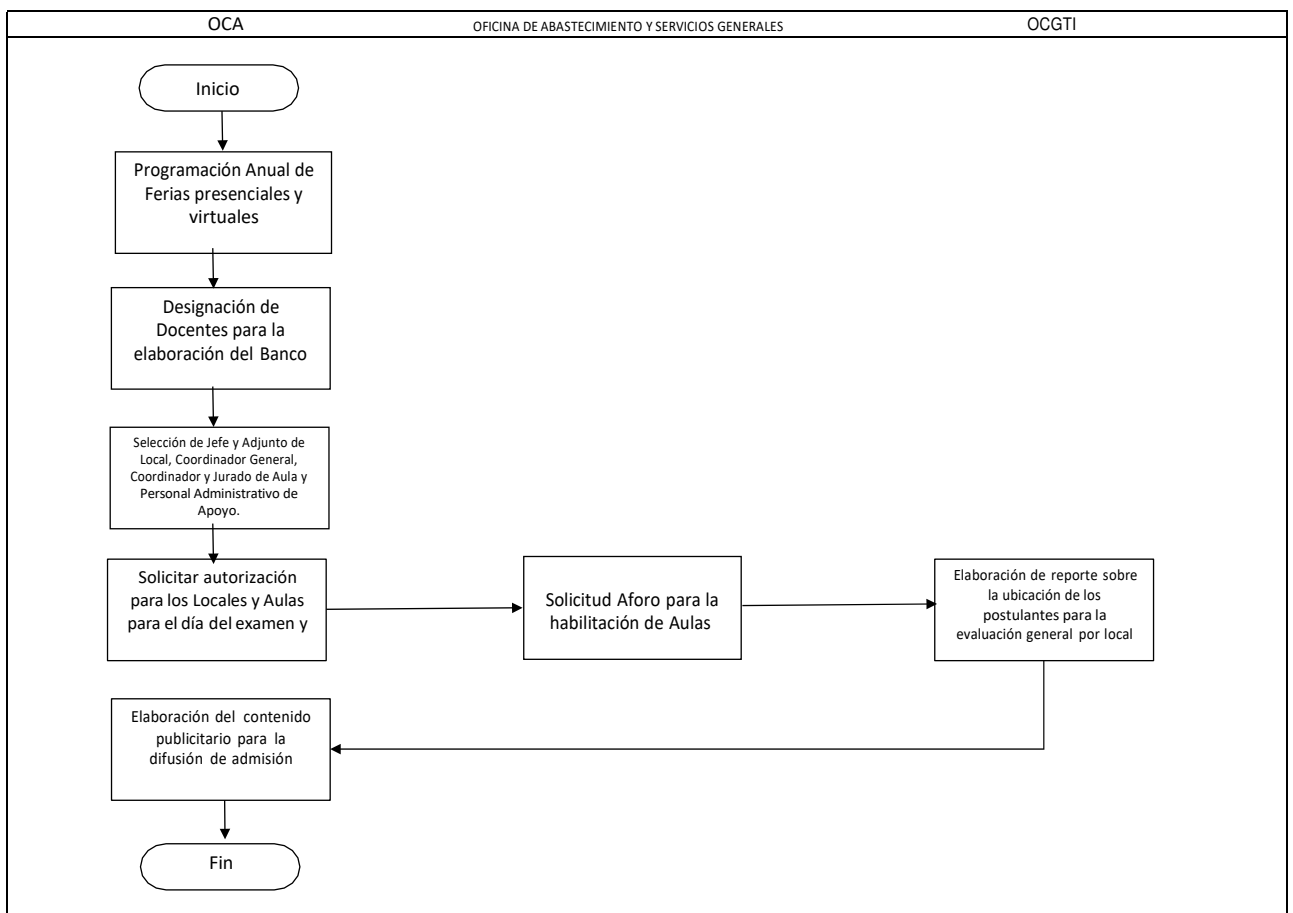 OCA
OFICINA DE ABASTECIMIENTO Y SERVICIOS GENERALES
OCGTI
Inicio
Programación Anual de
Ferias presenciales y
virtuales
Designación de
Docentes para la
elaboración del Banco
Selección de Jefe y Adjunto de
Local, Coordinador General,
Coordinador y Jurado de Aula y
Personal Administrativo de
Apoyo.
Solicitar autorización
para los Locales y Aulas
para el día del examen y
Solicitud Aforo para la
habilitación de Aulas
Elaboración de reporte sobre
la ubicación de los
postulantes para la
evaluación general por local
Elaboración del contenido
publicitario para la
difusión de admisión
Fin